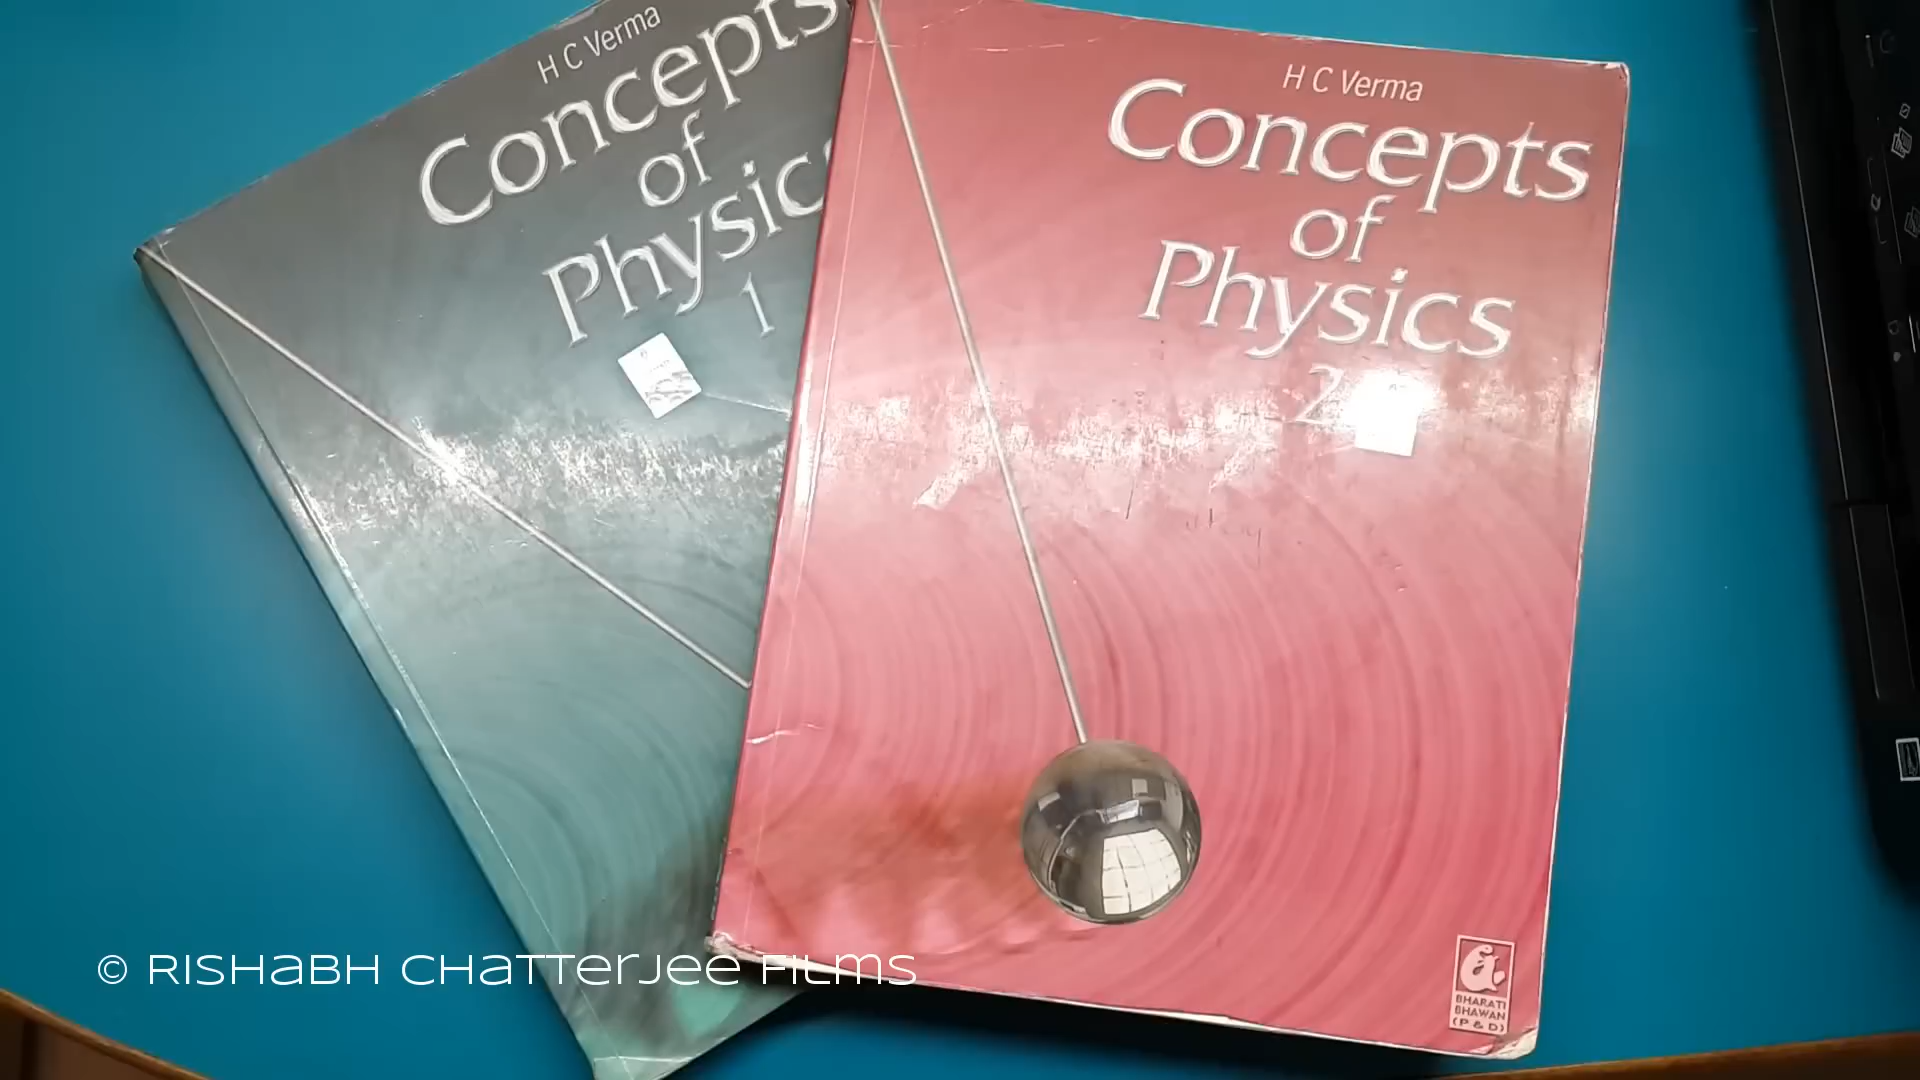 H C Verma
Concepts
of
Physics
1
H C Verma
Concepts
of
Physics
2
BHARATI
BHAWAN
(P & D)
© RISHABH CHATTERJEE FILMS